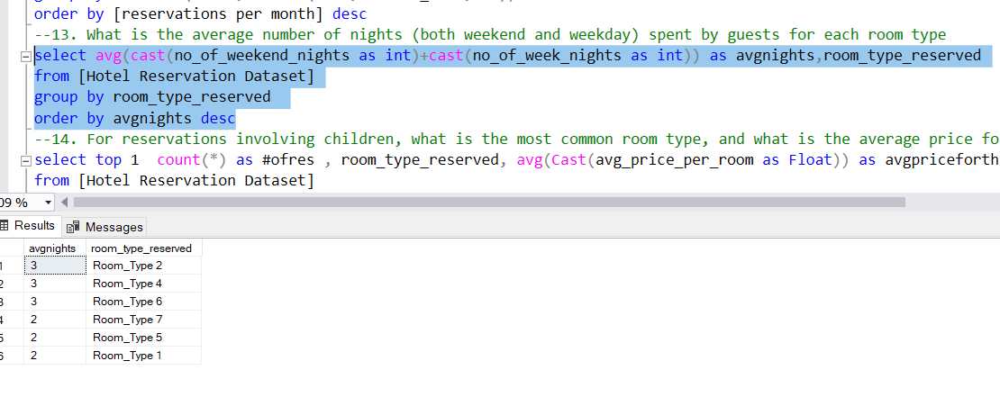 order by [reservations per month] desc
--13. What is the average number of nights (both weekend and weekday) spent by guests for each room type
select avg(cast(no_of_weekend_nights as int)+cast(no_of_week_nights as int)) as avgnights,room_type_reserved
from [Hotel Reservation Dataset]
group by room_type_reserved
order by avgnights desc
--14. For reservations involving children, what is the most common room type, and what is the average price fo
select top 1  count(*) as #ofres , room_type_reserved, avg(Cast(avg_price_per_room as Float)) as avgpriceforth
from [Hotel Reservation Dataset]
09 %
Results Messages
avgnights room_type_reserved
1 3 Room_Type 2
2 3 Room_Type 4
3 3 Room_Type 6
4 2 Room_Type 7
5 2 Room_Type 5
6 2 Room_Type 1